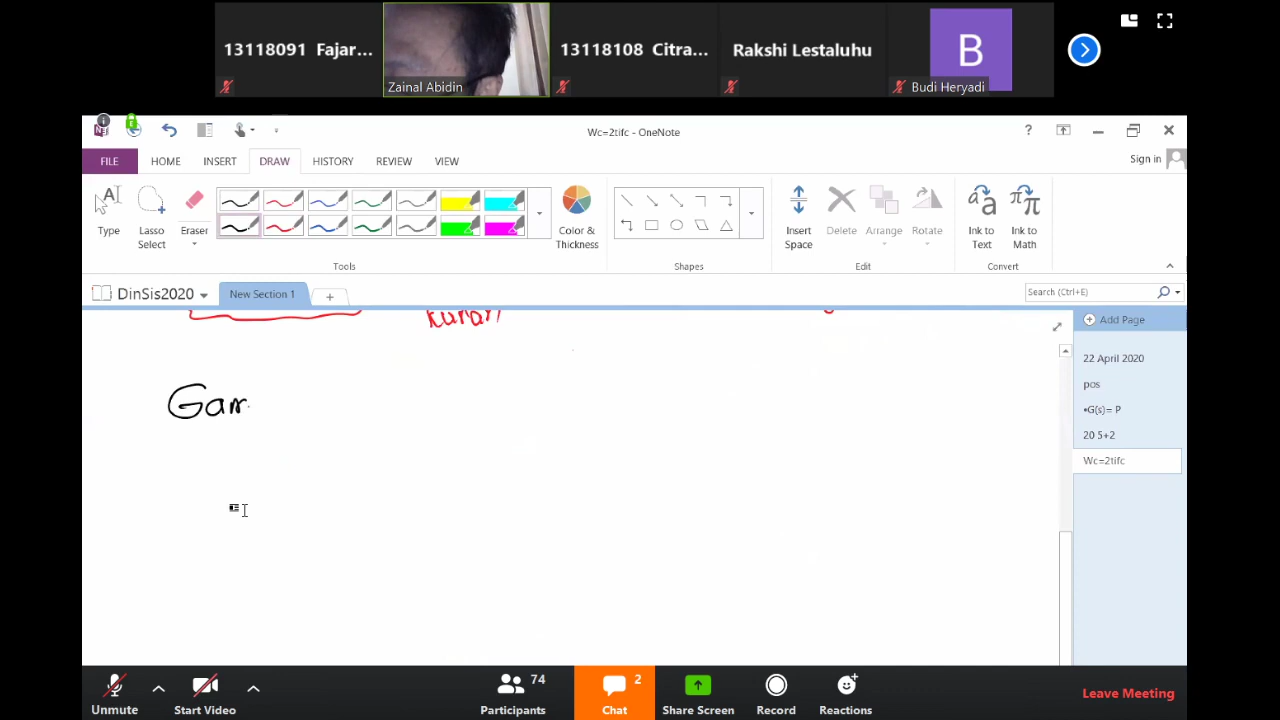 13118091 Fajar...
Zainal Abidin
13118108 Citra...
Rakshi Lestaluhu
B
Budi Heryadi
Wc=2tifc - OneNote
?
FILE
HOME
INSERT
DRAW
HISTORY
REVIEW
VIEW
Sign in
Type
Lasso Select
Eraser
Color & Thickness
Insert Space
Delete
Arrange
Rotate
Ink to Text
Ink to Math
Tools
Shapes
Edit
Convert
DinSis2020
New Section 1
Search (Ctrl+E)
Add Page
22 April 2020
pos
•G(s)= P
20 5+2
Wc=2tifc
Gam
Unmute
Start Video
Participants
74
Chat
2
Share Screen
Record
Reactions
Leave Meeting